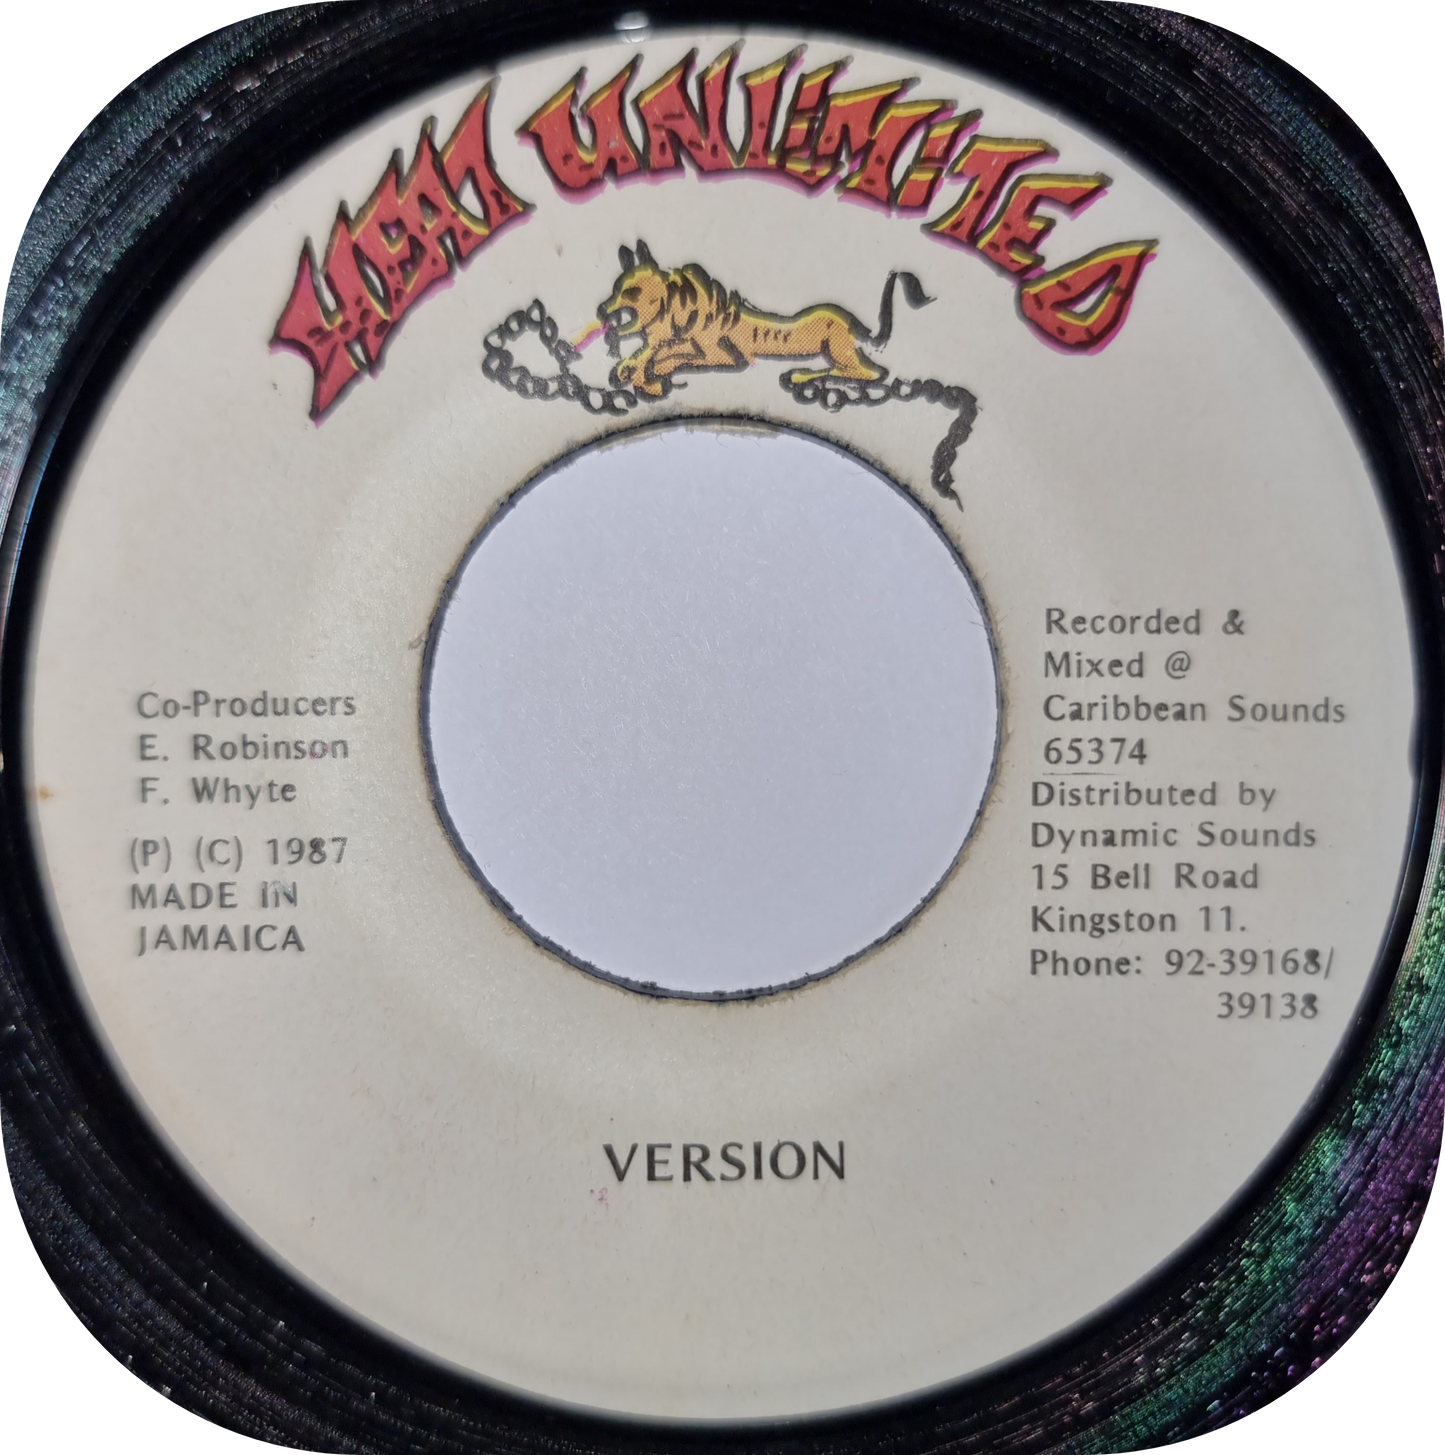 HEAT UNLIMITED
Co-Producers
E. Robinson
F. Whyte
(P) (C) 1987
MADE IN
JAMAICA
Recorded &
Mixed @
Caribbean Sounds
65374
Distributed by
Dynamic Sounds
15 Bell Road
Kingston 11.
Phone: 92-39168/
39138
VERSION